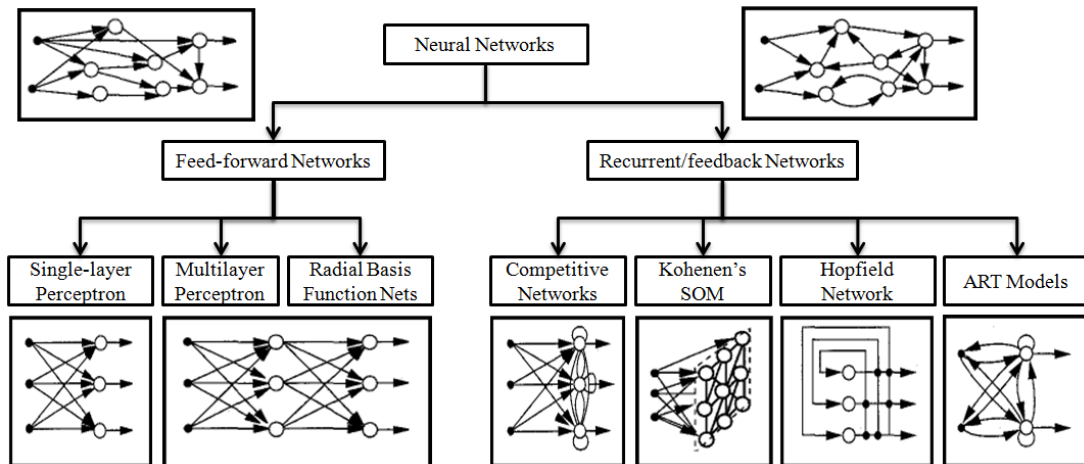 Neural Networks
Feed-forward Networks
Recurrent/feedback Networks
Single-layer
Perceptron
Multilayer
Perceptron
Radial Basis
Function Nets
Competitive
Networks
Kohenen's
SOM
Hopfield
Network
ART Models